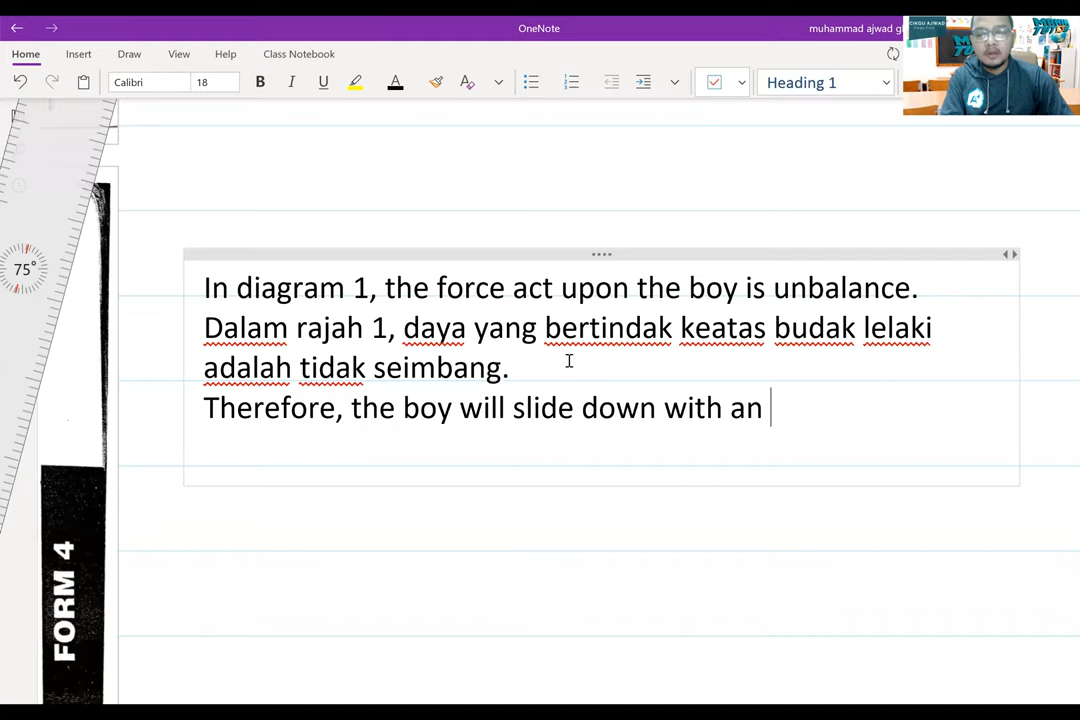 OneNote
muhammad ajwad
Home Insert Draw View Help Class Notebook
Calibri 18 B I U A Heading 1
CIKGU AJWAD
75°
In diagram 1, the force act upon the boy is unbalance.
Dalam rajah 1, daya yang bertindak keatas budak lelaki
adalah tidak seimbang.
Therefore, the boy will slide down with an
FORM 4